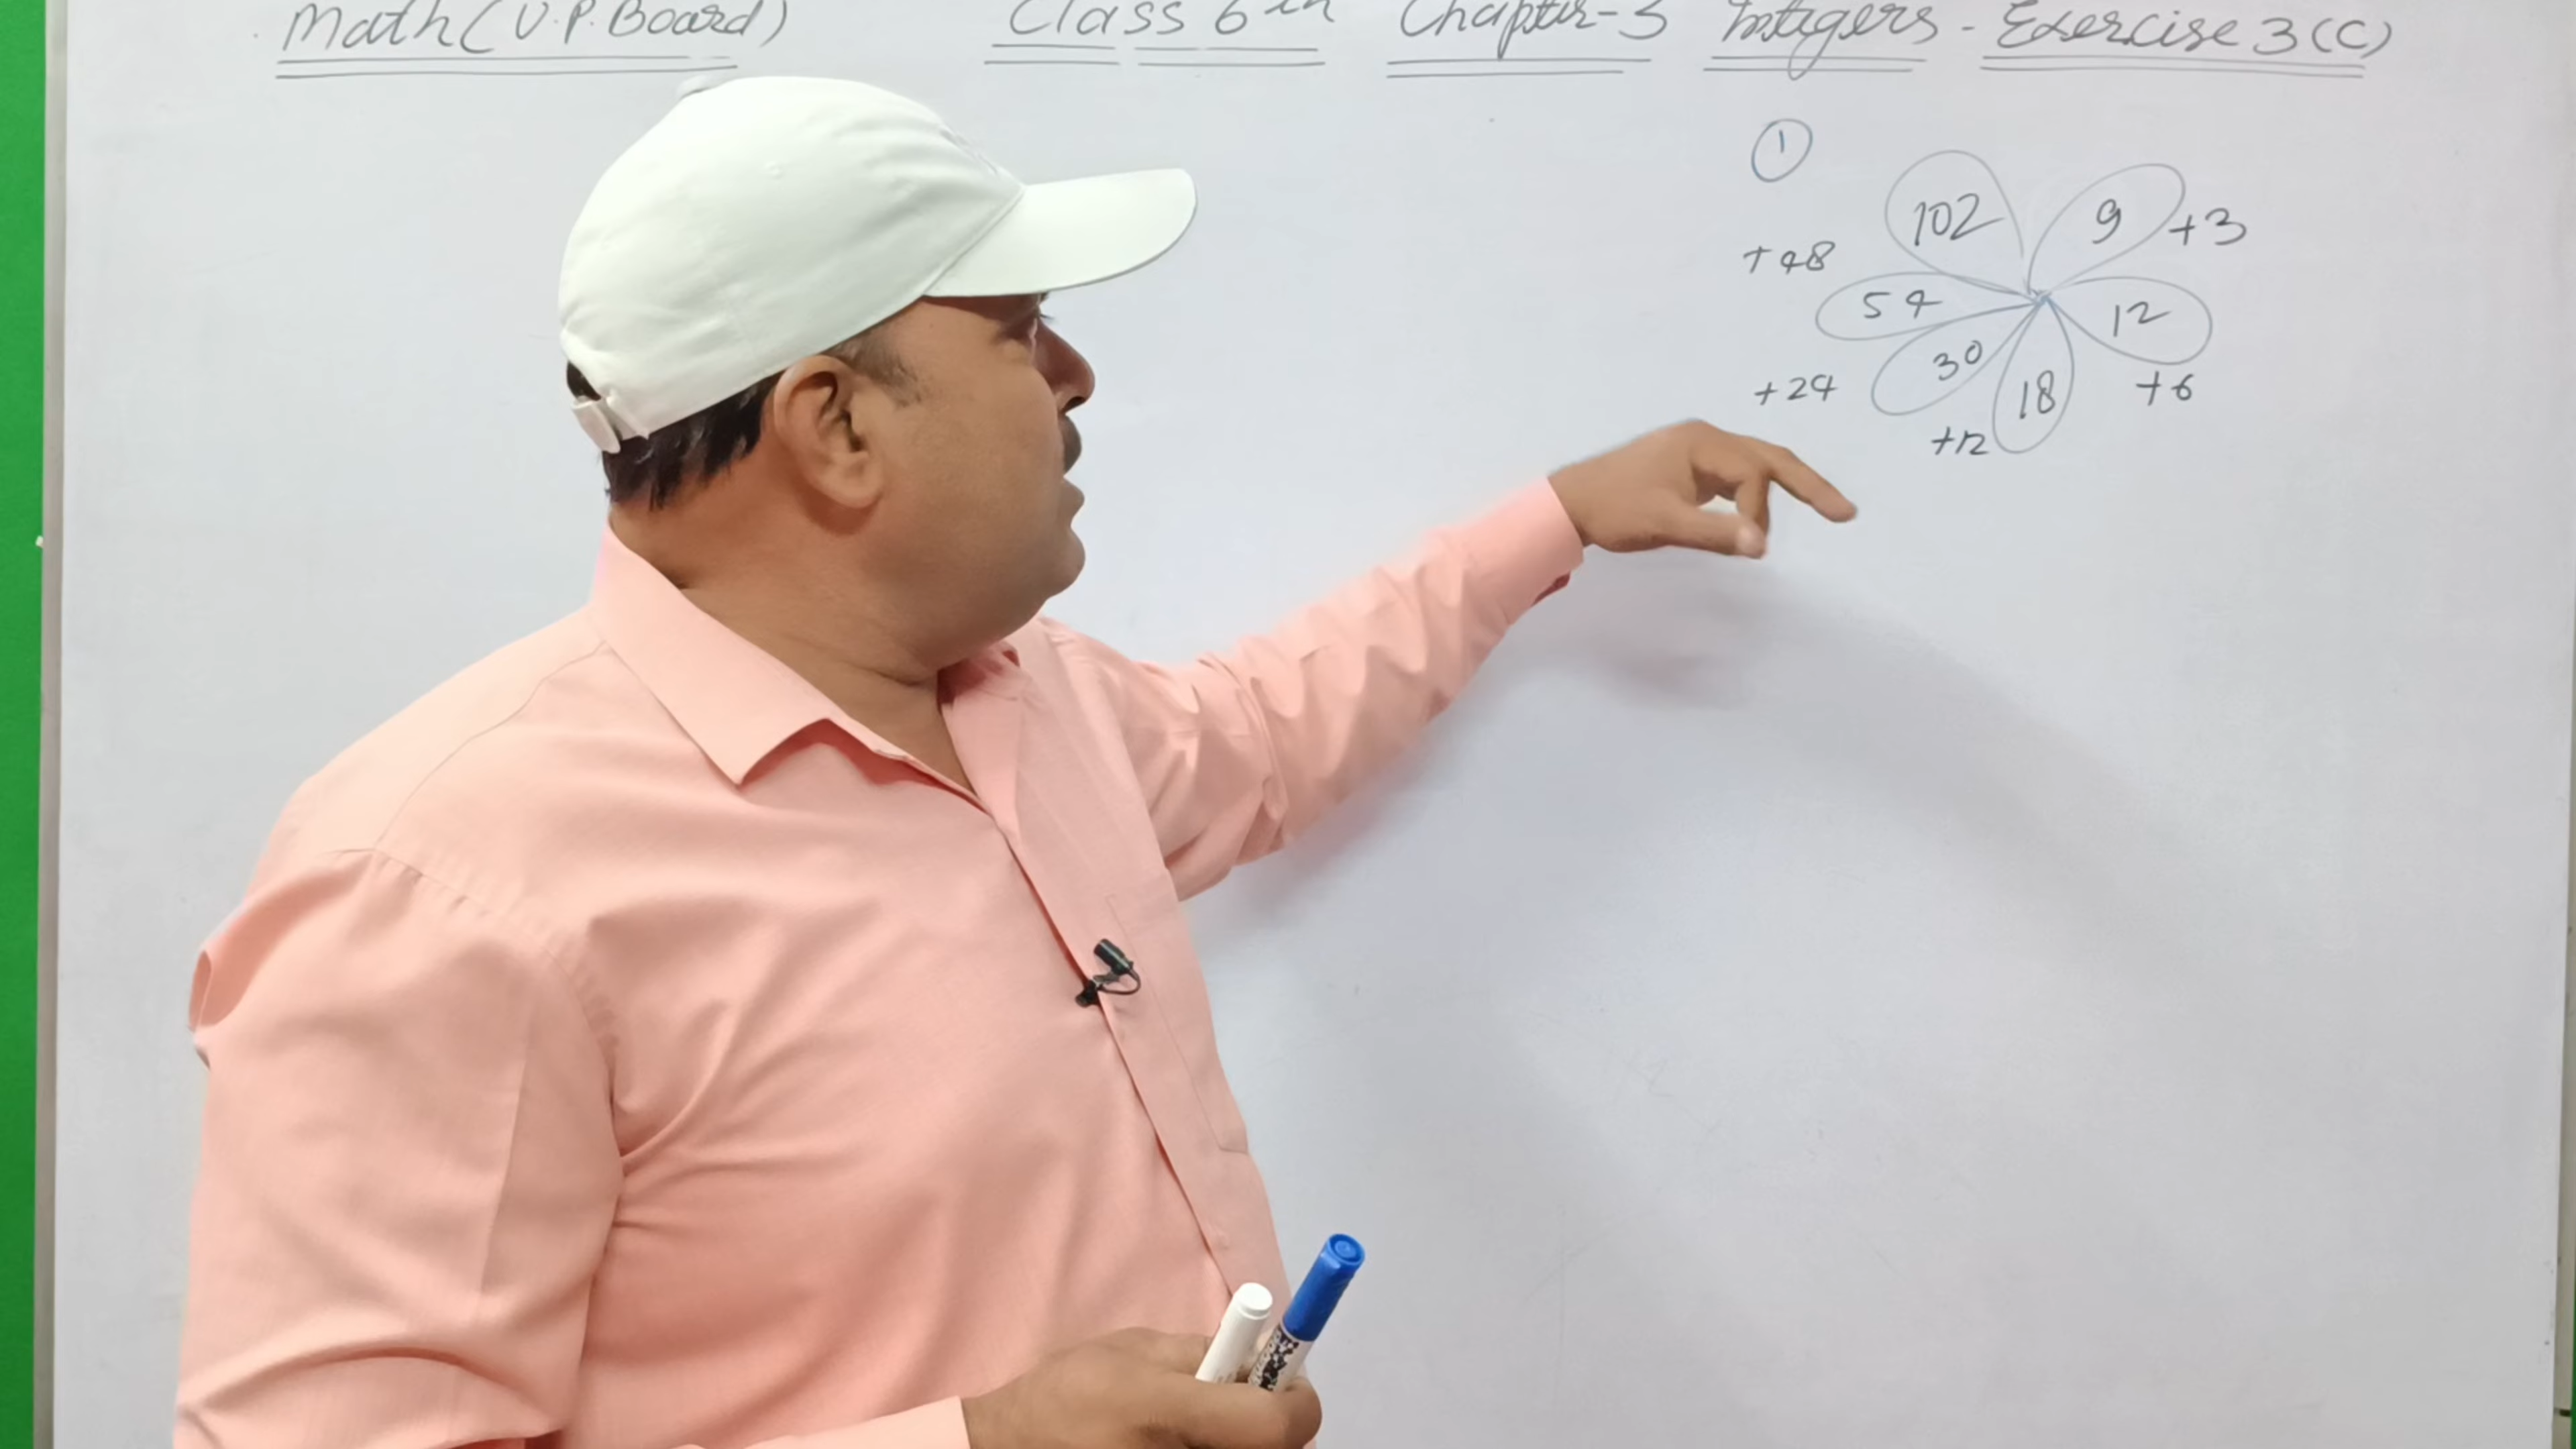 Math (U.P. Board) Class 6th Chapter-3 Integers - Exercise 3(C)
1
102 9 +3
+48
54 12
30
+24 18 +6
+12